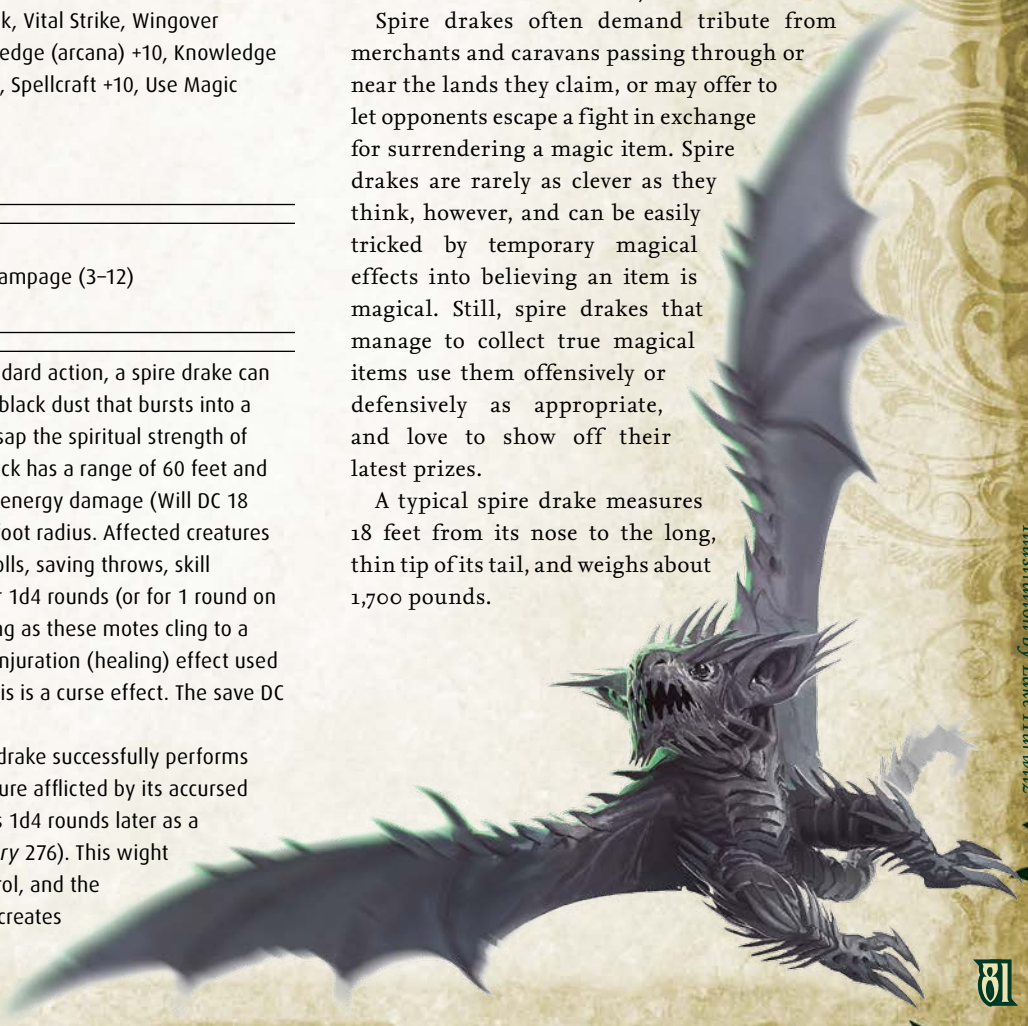 k, Vital Strike, Wingover
edge (arcana) +10, Knowledge
, Spellcraft +10, Use Magic
ampage (3–12)
dard action, a spire drake can
black dust that bursts into a
sap the spiritual strength of
ck has a range of 60 feet and
energy damage (Will DC 18
foot radius. Affected creatures
olls, saving throws, skill
r 1d4 rounds (or for 1 round on
ng as these motes cling to a
njuration (healing) effect used
is is a curse effect. The save DC
drake successfully performs
ure afflicted by its accursed
s 1d4 rounds later as a
ry 276). This wight
rol, and the
creates
Spire drakes often demand tribute from
merchants and caravans passing through or
near the lands they claim, or may offer to
let opponents escape a fight in exchange
for surrendering a magic item. Spire
drakes are rarely as clever as they
think, however, and can be easily
tricked by temporary magical
effects into believing an item is
magical. Still, spire drakes that
manage to collect true magical
items use them offensively or
defensively as appropriate,
and love to show off their
latest prizes.
A typical spire drake measures
18 feet from its nose to the long,
thin tip of its tail, and weighs about
1,700 pounds.
81